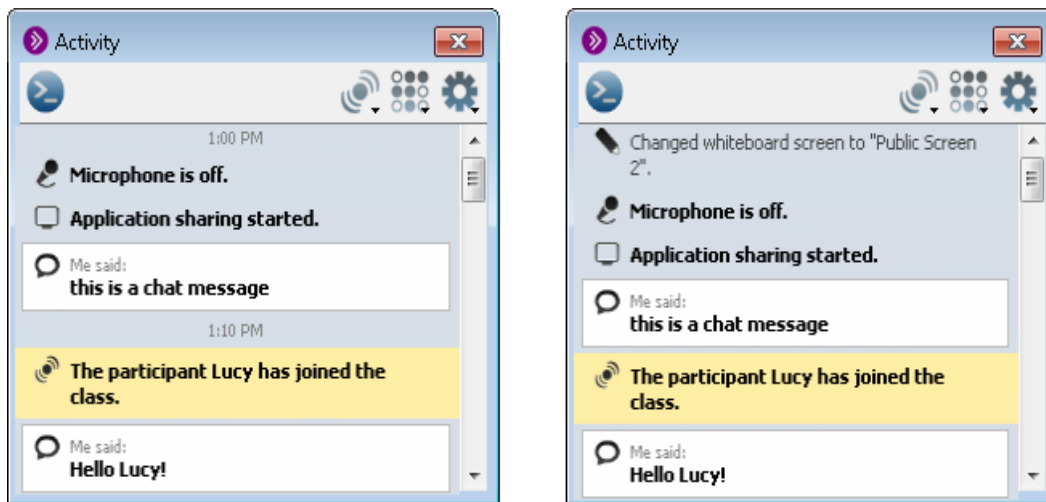 Activity
1:00 PM
Microphone is off.
Application sharing started.
Me said:
this is a chat message
1:10 PM
The participant Lucy has joined the
class.
Me said:
Hello Lucy!
Activity
Changed whiteboard screen to "Public Screen
2".
Microphone is off.
Application sharing started.
Me said:
this is a chat message
The participant Lucy has joined the
class.
Me said:
Hello Lucy!